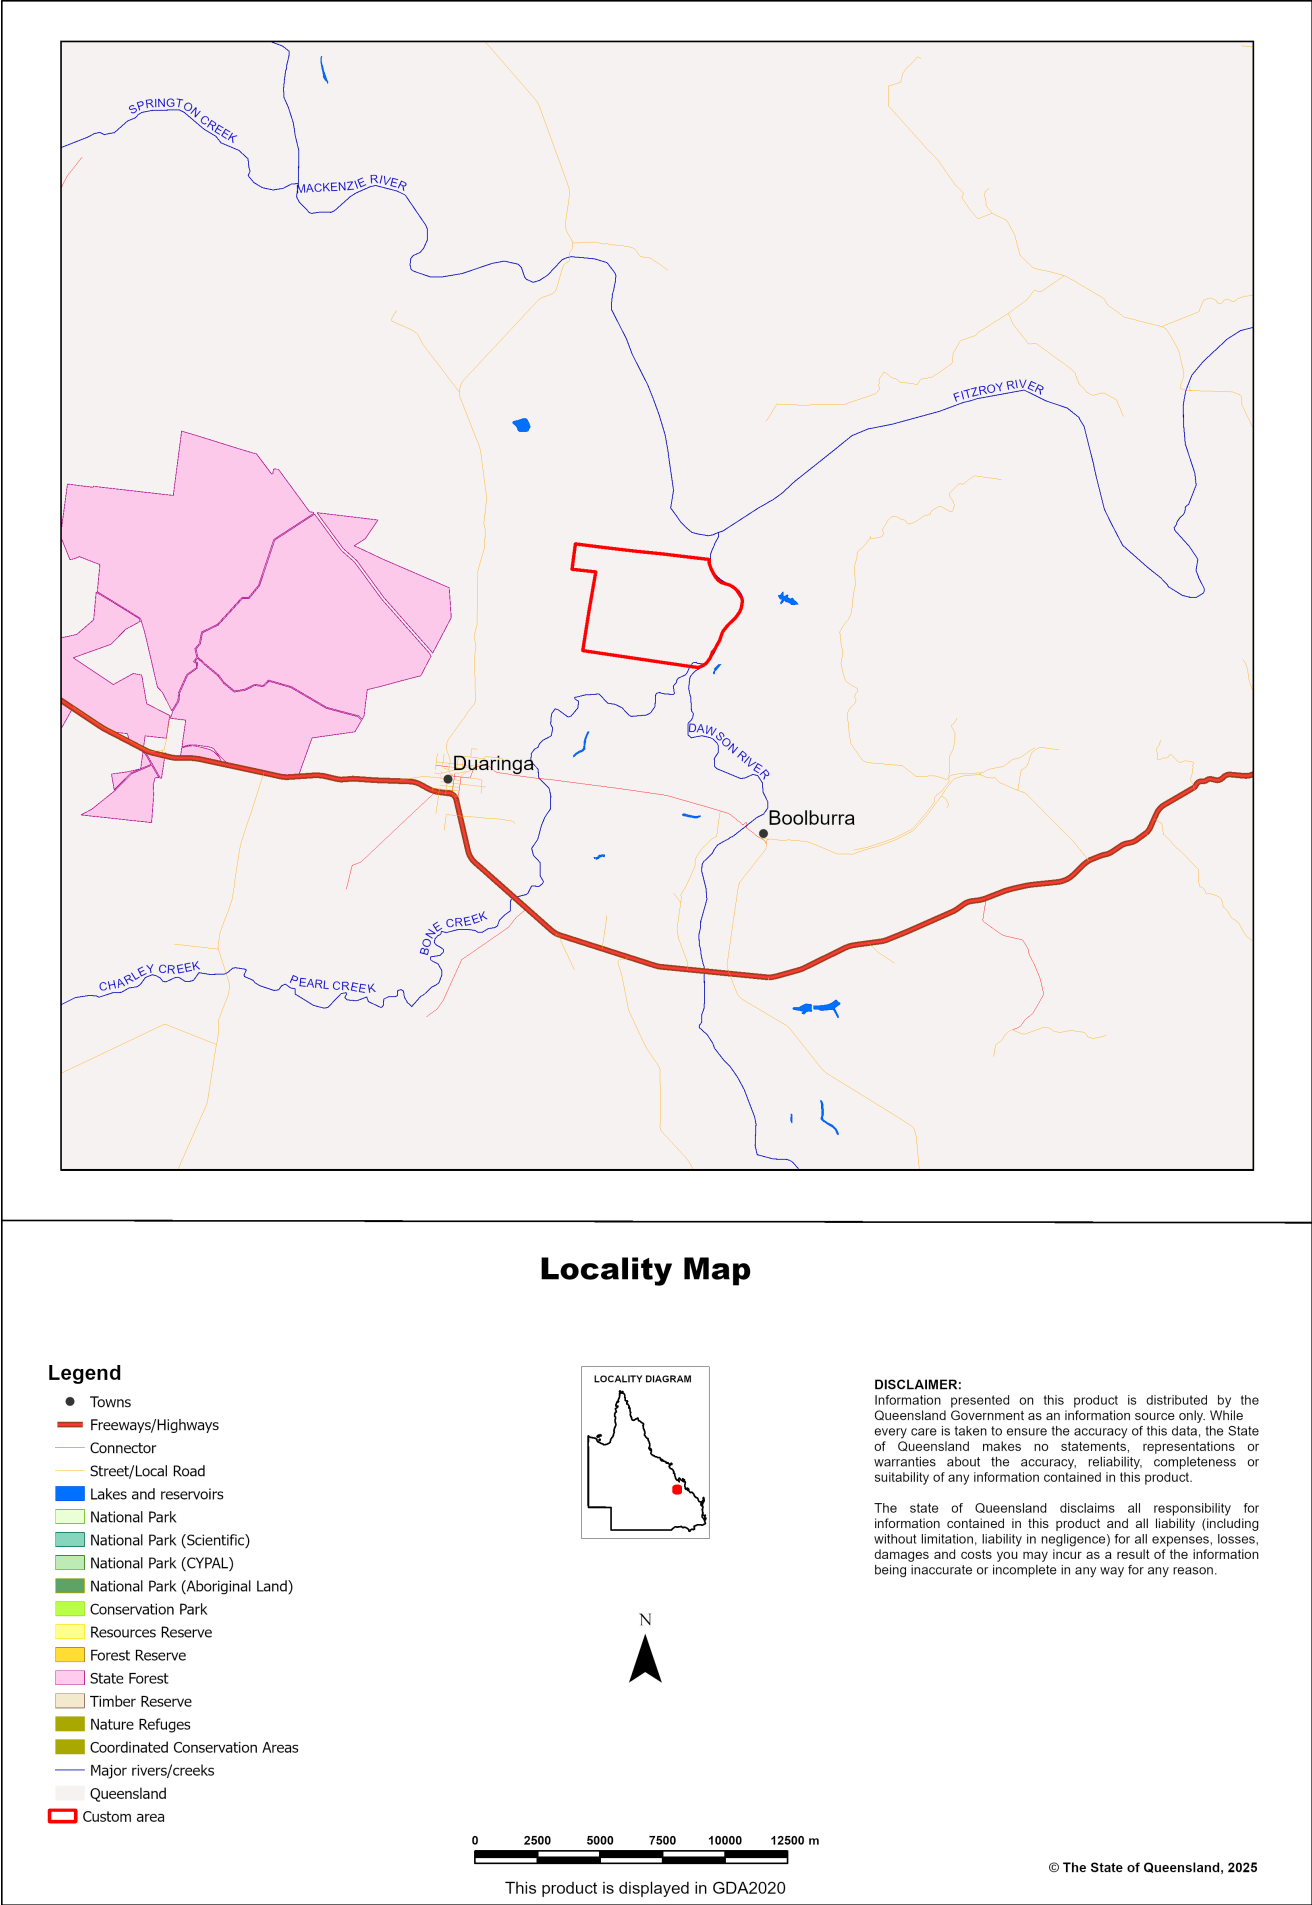 SPRINGTON CREEK
MACKENZIE RIVER
FITZROY RIVER
DAWSON RIVER
Duaringa
Boolburra
BONE CREEK
CHARLEY CREEK
PEARL CREEK
Locality Map
Legend
Towns
Freeways/Highways
Connector
Street/Local Road
Lakes and reservoirs
National Park
National Park (Scientific)
National Park (CYPAL)
National Park (Aboriginal Land)
Conservation Park
Resources Reserve
Forest Reserve
State Forest
Timber Reserve
Nature Refuges
Coordinated Conservation Areas
Major rivers/creeks
Queensland
Custom area
LOCALITY DIAGRAM
N
0 2500 5000 7500 10000 12500 m
This product is displayed in GDA2020
DISCLAIMER:
Information presented on this product is distributed by the
Queensland Government as an information source only. While
every care is taken to ensure the accuracy of this data, the State
of Queensland makes no statements, representations or
warranties about the accuracy, reliability, completeness or
suitability of any information contained in this product.
The state of Queensland disclaims all responsibility for
information contained in this product and all liability (including
without limitation, liability in negligence) for all expenses, losses,
damages and costs you may incur as a result of the information
being inaccurate or incomplete in any way for any reason.
© The State of Queensland, 2025